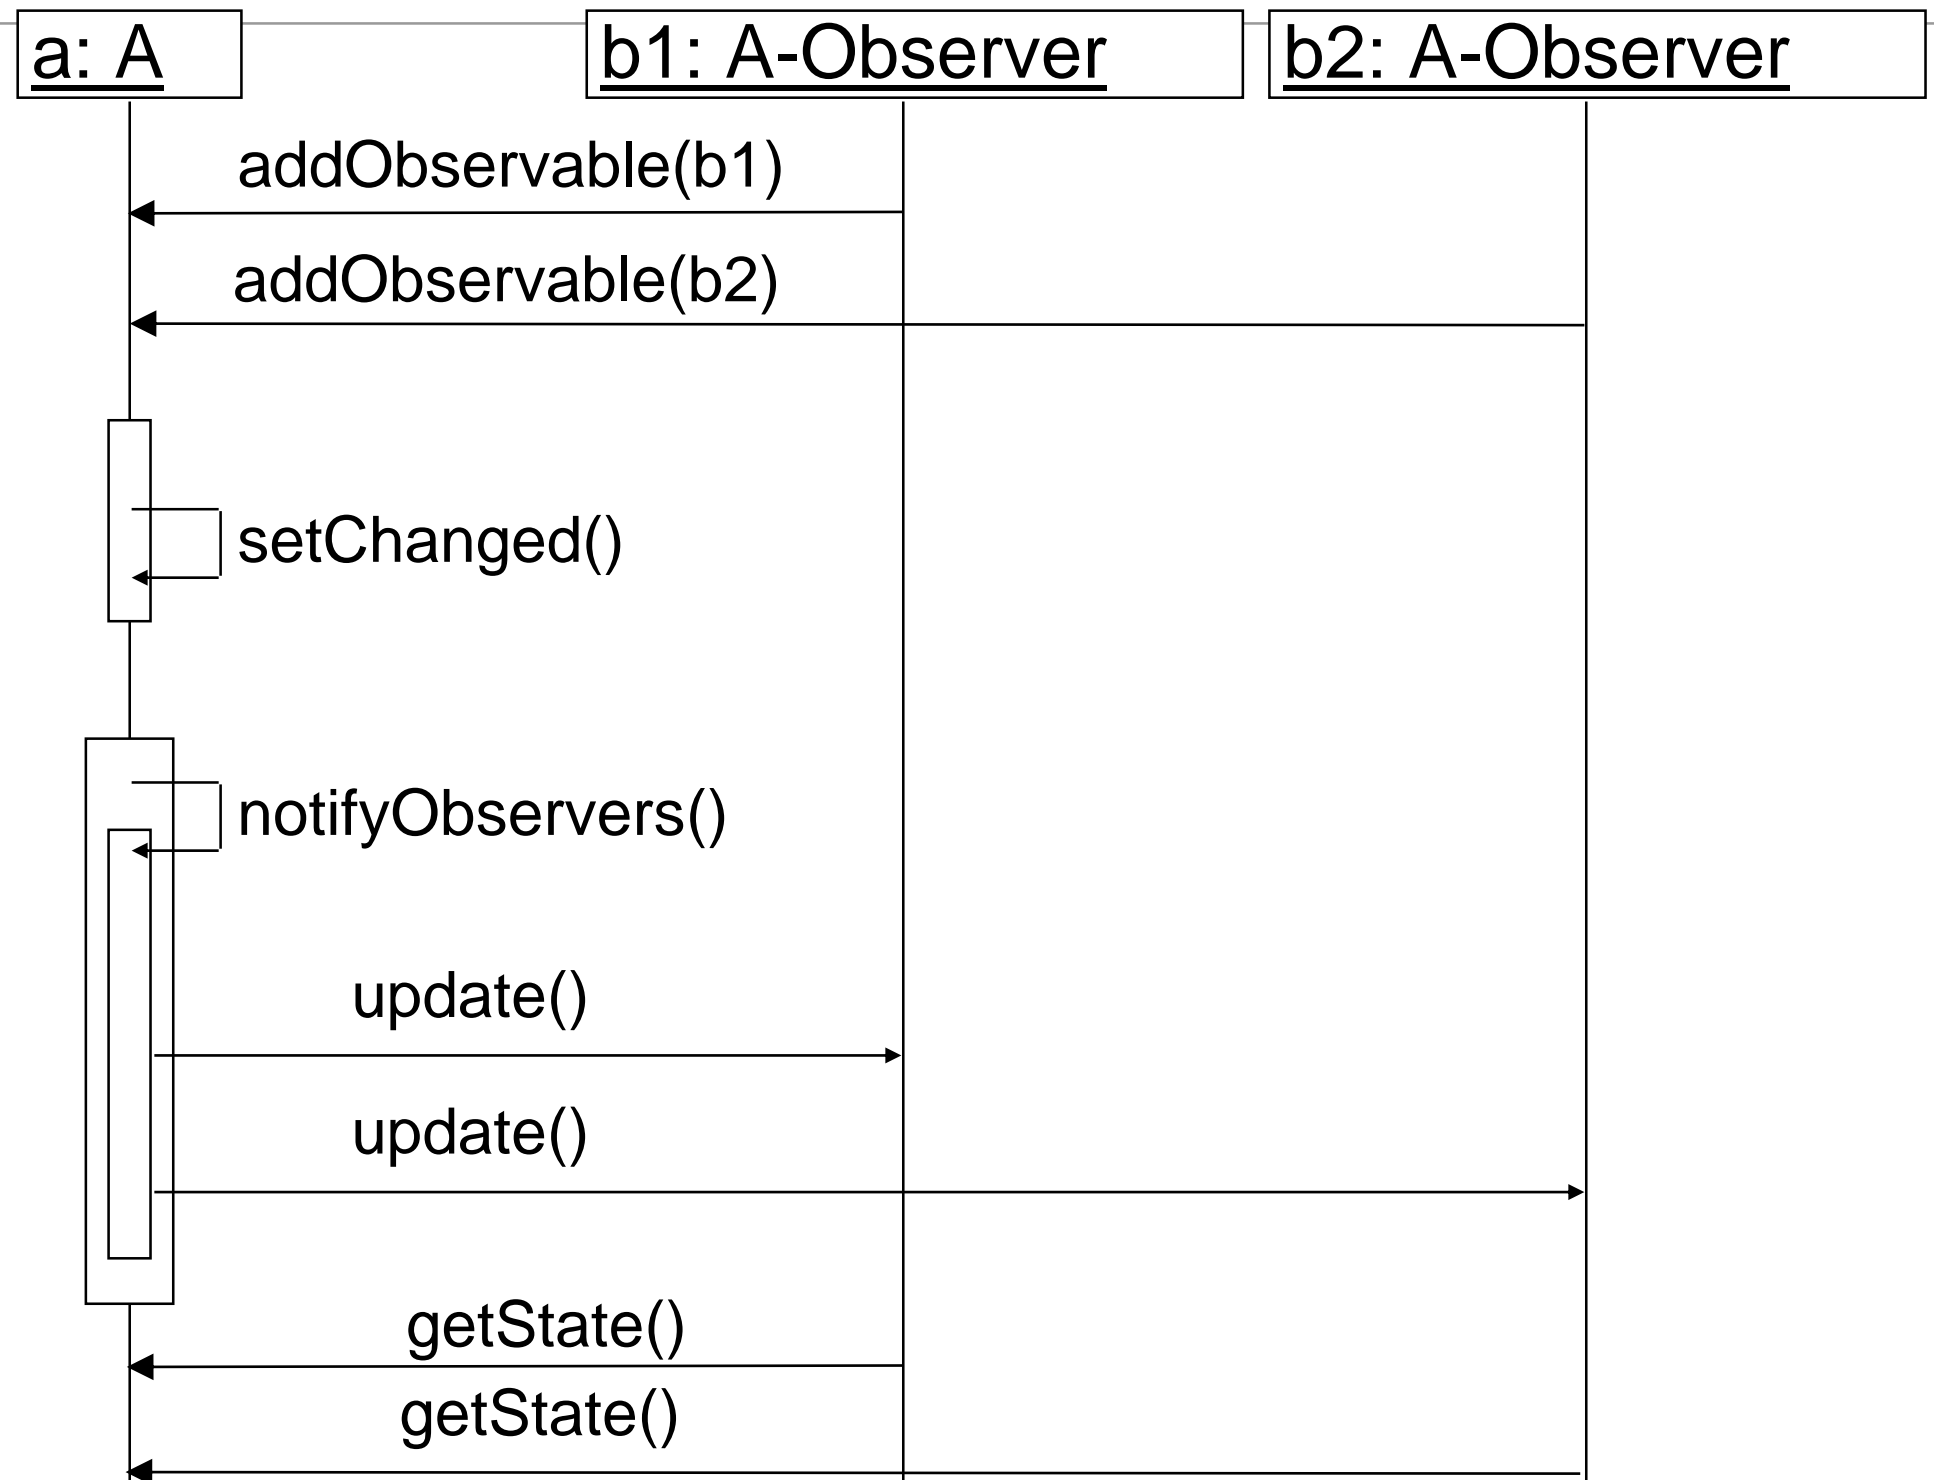 a: A
b1: A-Observer
b2: A-Observer
addObservable(b1)
addObservable(b2)
setChanged()
notifyObservers()
update()
update()
getState()
getState()